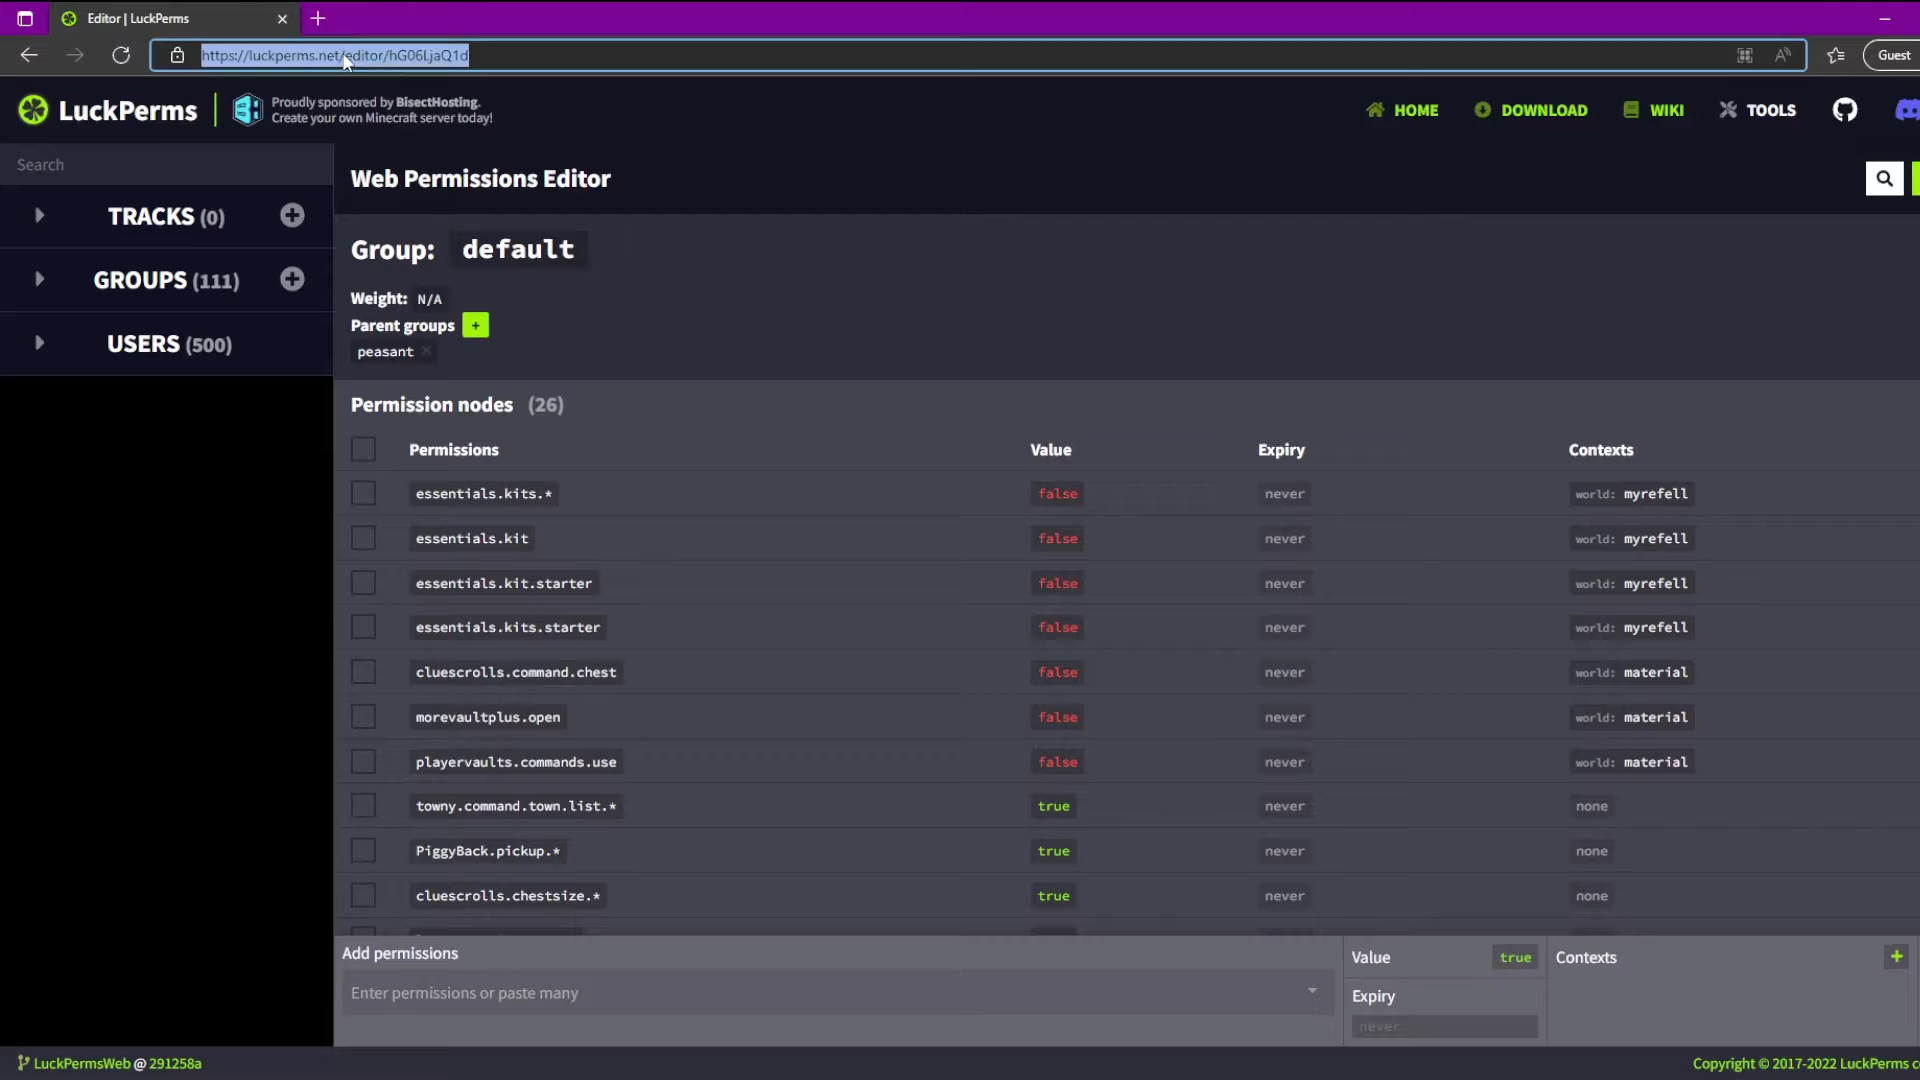 Editor | LuckPerms
https://luckperms.net/editor/hG06LjaQ1d
Guest
LuckPerms
Proudly sponsored by BisectHosting.
Create your own Minecraft server today!
HOME
DOWNLOAD
WIKI
TOOLS
Search
TRACKS (0)
GROUPS (111)
USERS (500)
Web Permissions Editor
Group: default
Weight: N/A
Parent groups +
peasant
Permission nodes (26)
Permissions Value Expiry Contexts
essentials.kits.* false never world: myrefell
essentials.kit false never world: myrefell
essentials.kit.starter false never world: myrefell
essentials.kits.starter false never world: myrefell
cluescrolls.command.chest false never world: material
morevaultplus.open false never world: material
playervaults.commands.use false never world: material
towny.command.town.list.* true never none
PiggyBack.pickup.* true never none
cluescrolls.chestsize.* true never none
Add permissions
Enter permissions or paste many
Value true
Expiry
never
Contexts +
LuckPermsWeb @ 291258a
Copyright © 2017-2022 LuckPerms